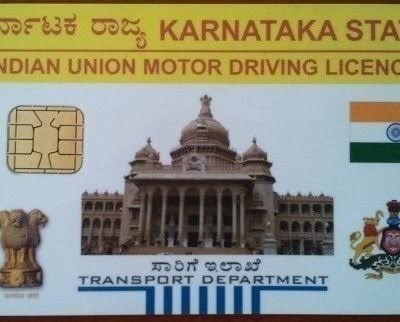 ರ್ನಾಟಕ ರಾಜ್ಯ KARNATAKA STA
NDIAN UNION MOTOR DRIVING LICENC
ಸಾರಿಗೆ ಇಲಾಖೆ
TRANSPORT DEPARTMENT